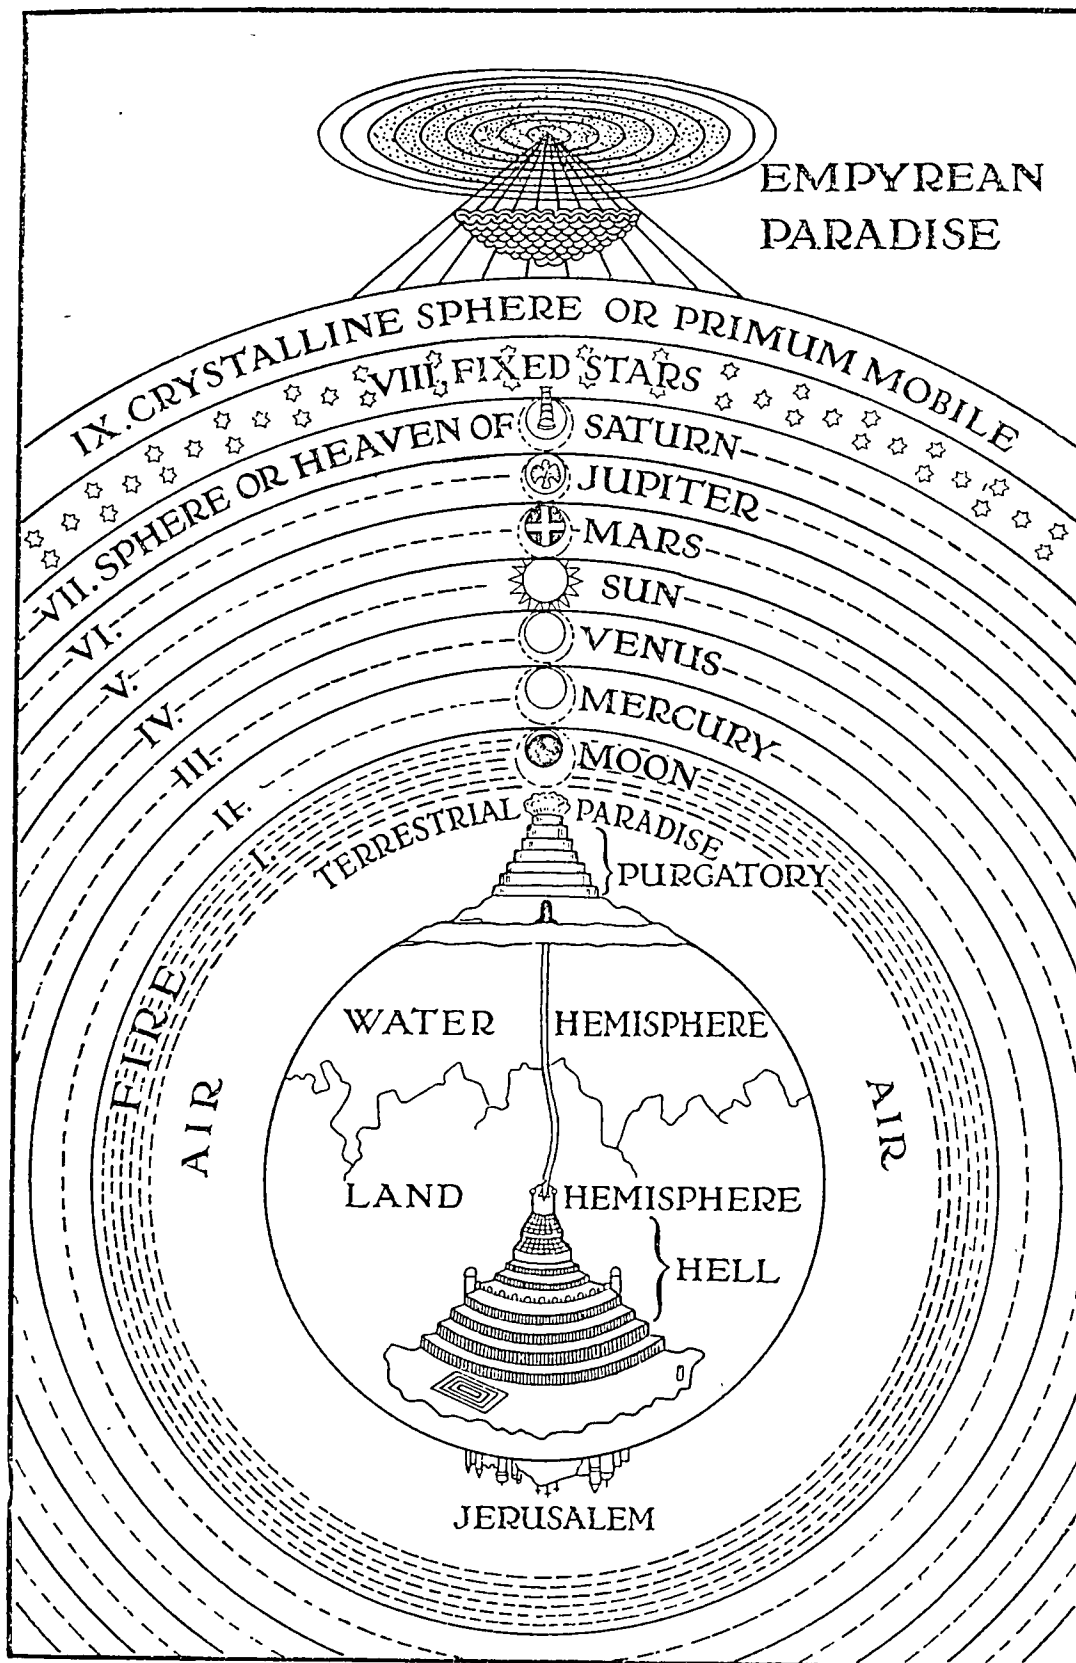 EMPYREAN
PARADISE
IX. CRYSTALLINE SPHERE OR PRIMUM MOBILE
VIII. FIXED STARS
VII. SPHERE OR HEAVEN OF SATURN
VI. JUPITER
V. MARS
IV. SUN
III. VENUS
II. MERCURY
I. MOON
TERRESTRIAL PARADISE
PURGATORY
FIRE
AIR
AIR
WATER HEMISPHERE
LAND HEMISPHERE
HELL
JERUSALEM